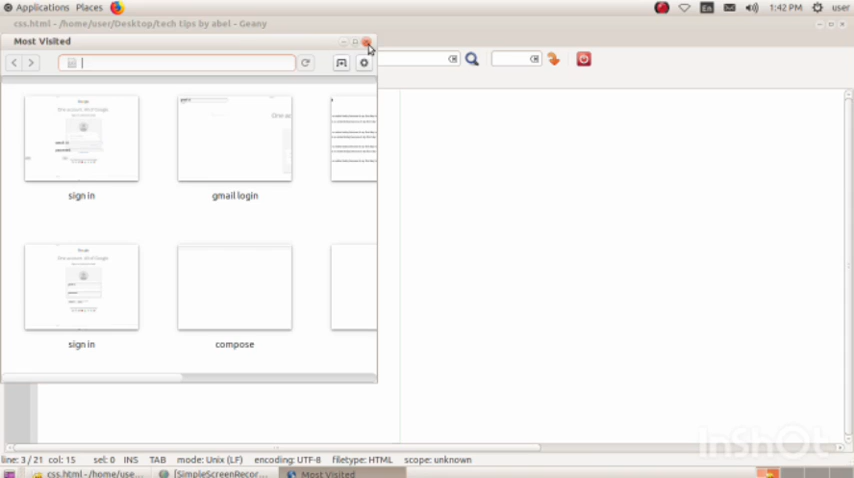 Applications Places En 1:42 PM user
css.html - /home/user/Desktop/tech tips by abel - Geany
Most Visited
sign in gmail login
sign in compose
InShOt
line: 3 / 21 col: 15 sel: 0 INS TAB mode: Unix (LF) encoding: UTF-8 filetype: HTML scope: unknown
css.html - /home/use... [SimpleScreenRecor... Most Visited